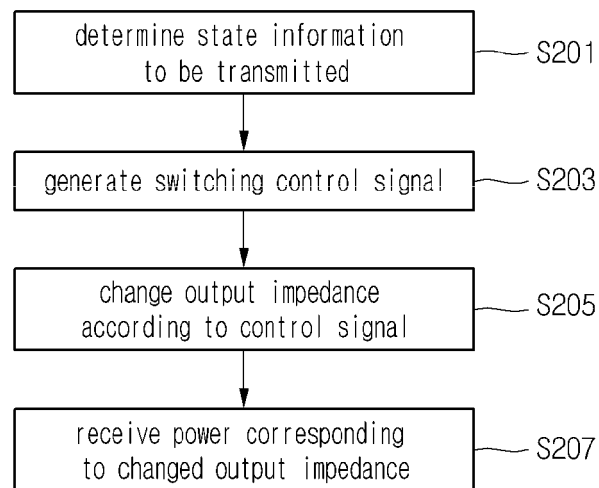 determine state information
to be transmitted
S201
generate switching control signal
S203
change output impedance
according to control signal
S205
receive power corresponding
to changed output impedance
S207